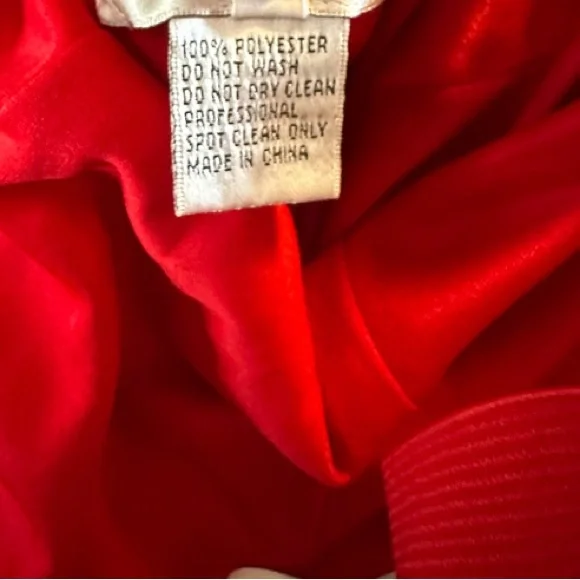 100% POLYESTER
DO NOT WASH
DO NOT DRY CLEAN
PROFESSIONAL
SPOT CLEAN ONLY
MADE IN CHINA